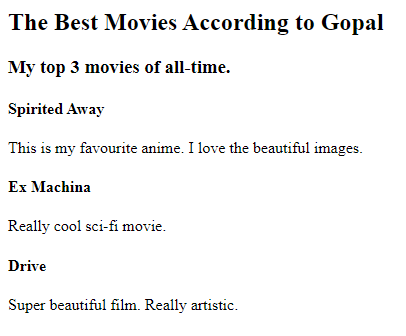 The Best Movies According to Gopal
My top 3 movies of all-time.
Spirited Away
This is my favourite anime. I love the beautiful images.
Ex Machina
Really cool sci-fi movie.
Drive
Super beautiful film. Really artistic.